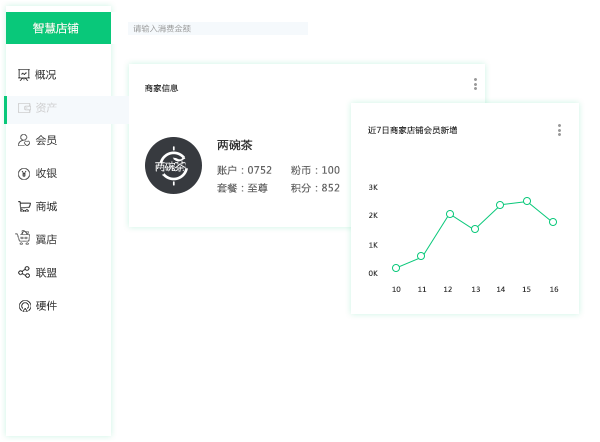 智慧店铺
概况
资产
会员
收银
商城
翼店
联盟
硬件
请输入消费金额
商家信息
两碗茶
两碗茶
账户：0752 粉币：100
套餐：至尊 积分：852
近7日商家店铺会员新增
3K
2K
1K
0K
10 11 12 13 14 15 16